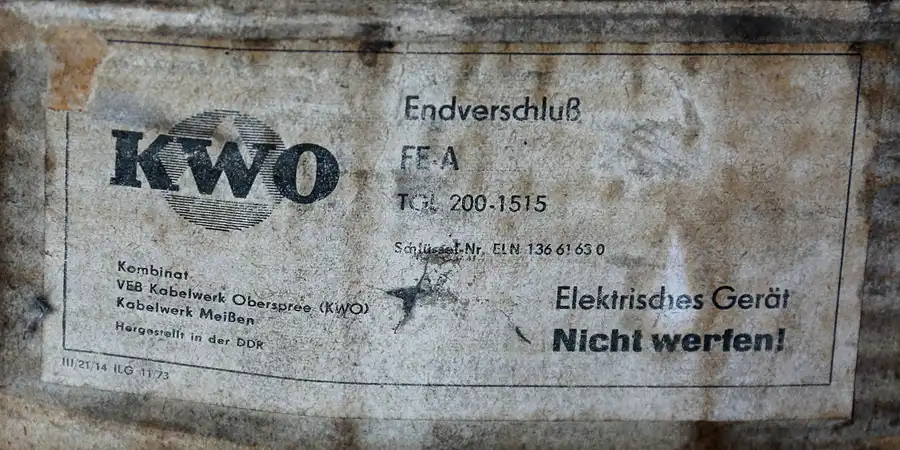 KWO
Kombinat
VEB Kabelwerk Oberspree (KWO)
Kabelwerk Meißen
Hergestellt in der DDR
Endverschluß
FE-A
TGL 200-1515
Schlüssel-Nr. ELN 136 61 63 0
Elektrisches Gerät
Nicht werfen!
III/21/14 ILG 11/73